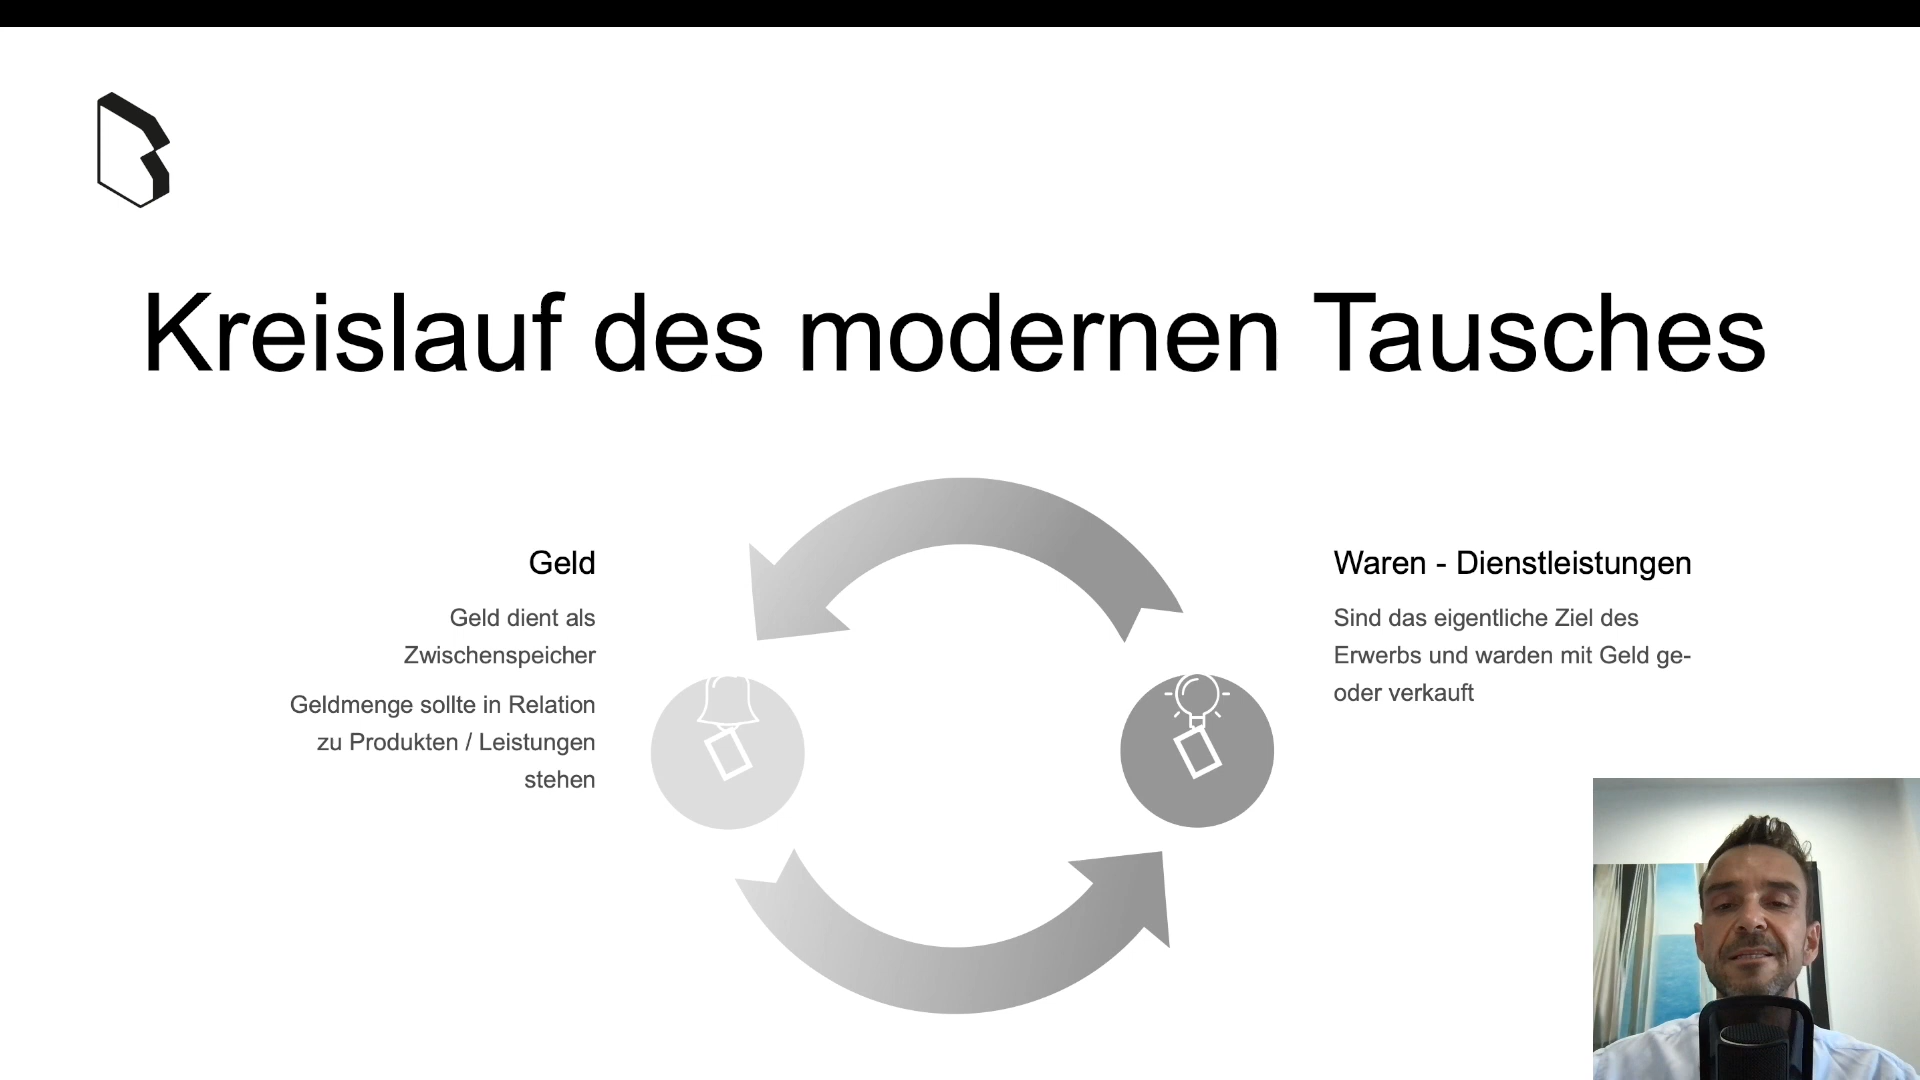 Kreislauf des modernen Tausches
Geld
Geld dient als
Zwischenspeicher
Geldmenge sollte in Relation
zu Produkten / Leistungen
stehen
Waren - Dienstleistungen
Sind das eigentliche Ziel des
Erwerbs und warden mit Geld ge-
oder verkauft